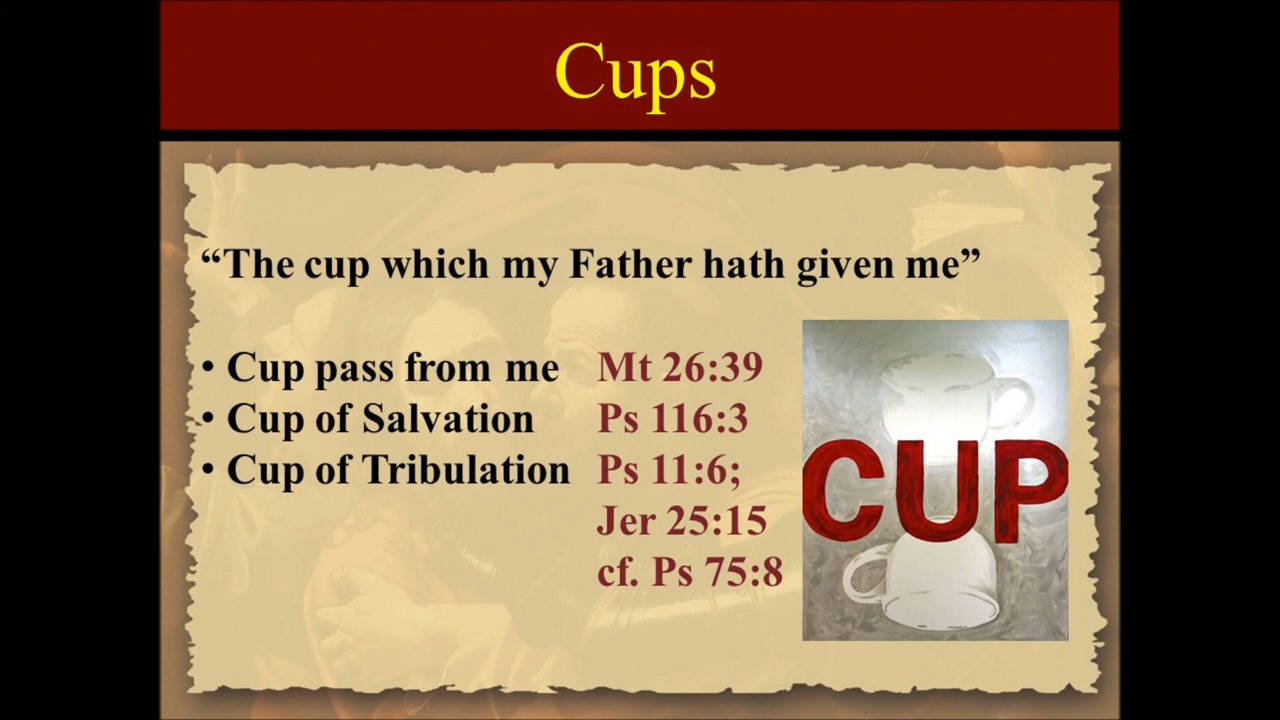 Cups
“The cup which my Father hath given me”
• Cup pass from me Mt 26:39
• Cup of Salvation Ps 116:3
• Cup of Tribulation Ps 11:6;
Jer 25:15
cf. Ps 75:8
CUP